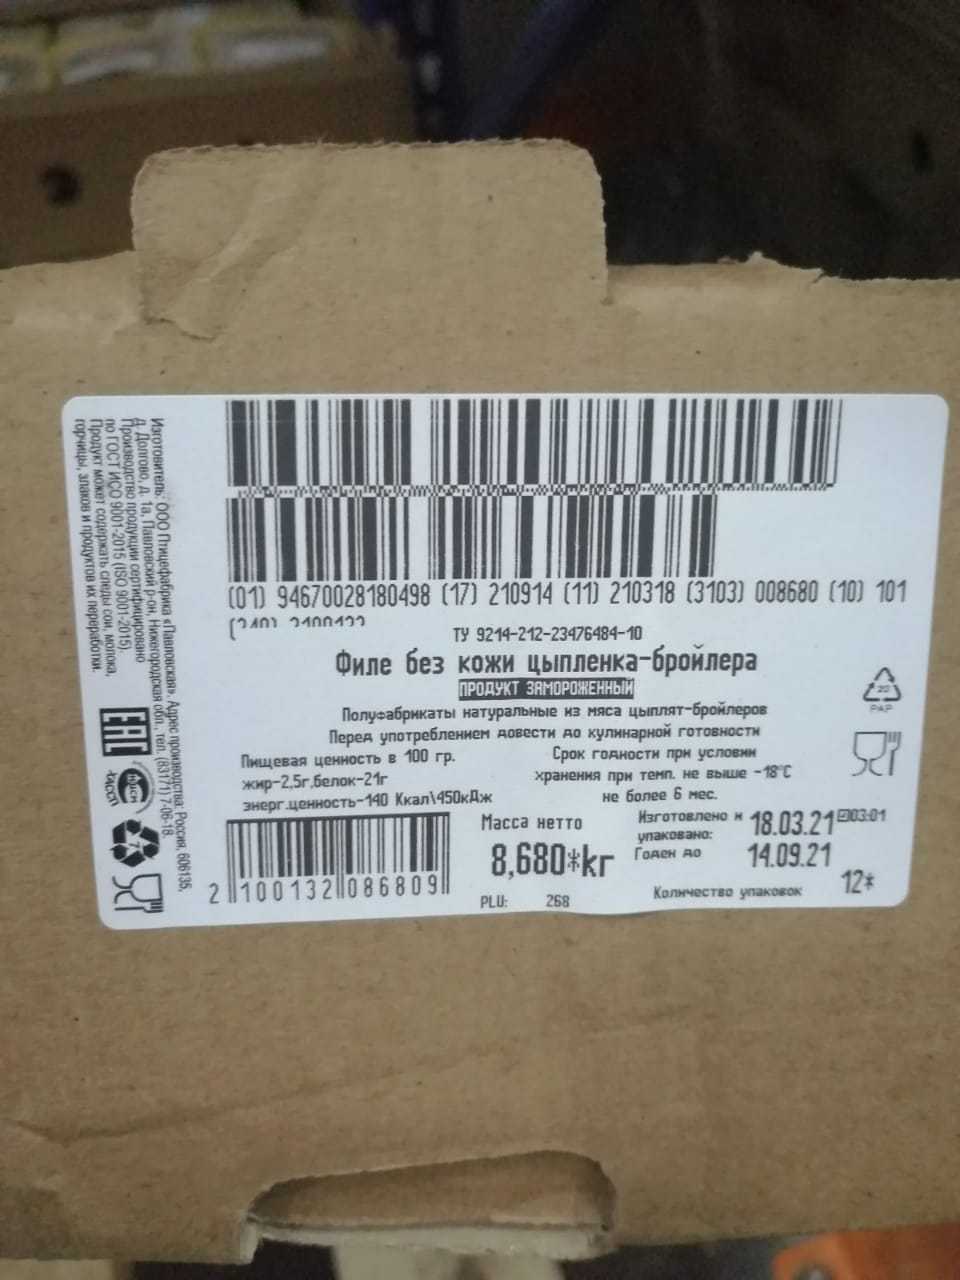 (01) 94670028180498 (17) 210914 (11) 210318 (3103) 008680 (10) 101
ТУ 9214-212-23476484-10
Филе без кожи цыпленка-бройлера
ПРОДУКТ ЗАМОРОЖЕННЫЙ
Полуфабрикаты натуральные из мяса цыплят-бройлеров
Перед употреблением довести до кулинарной готовности
Пищевая ценность в 100 гр.
жир-2,5г,белок-21г
энерг.ценность-140 Ккал\450кДж
Срок годности при условии
хранения при темп. не выше -18°С
не более 6 мес.
2 100132 086809
Масса нетто
8,680*кг
PLU: 268
Изготовлено и
упаковано:
18.03.21
03:01
Годен до
14.09.21
Количество упаковок
12*
20
PAP
Изготовитель: ООО Птицефабрика «Павловская». Адрес производства: Россия, 606135,
Д. Долгово, д. 1а, Павловский р-он, Нижегородская обл., тел. (83171) 7-06-18.
Производство продукции сертифицировано
по ГОСТ ИСО 9001-2015 (ISO 9001-2015).
Продукт может содержать следы сои, молока,
горчицы, злаков и продуктов их переработки.
ЕАС
7